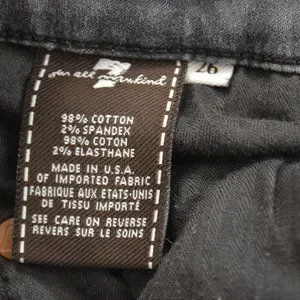 7
for all mankind
26
98% COTTON
2% SPANDEX
98% COTON
2% ELASTHANE
MADE IN U.S.A.
OF IMPORTED FABRIC
FABRIQUE AUX ETATS-UNIS
DE TISSU IMPORTÉ
SEE CARE ON REVERSE
REVERS SUR LE SOINS